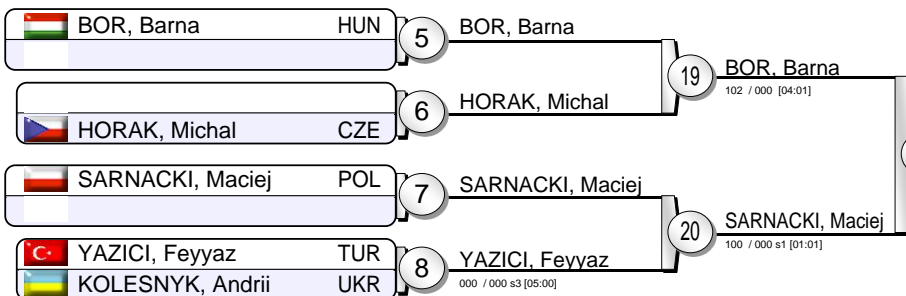 BOR, Barna HUN
5
BOR, Barna
HORAK, Michal CZE
6
HORAK, Michal
19
BOR, Barna
102 / 000 [04:01]
SARNACKI, Maciej POL
7
SARNACKI, Maciej
YAZICI, Feyyaz TUR
KOLESNYK, Andrii UKR
8
YAZICI, Feyyaz
000 / 000 s3 [05:00]
20
SARNACKI, Maciej
100 / 000 s1 [01:01]